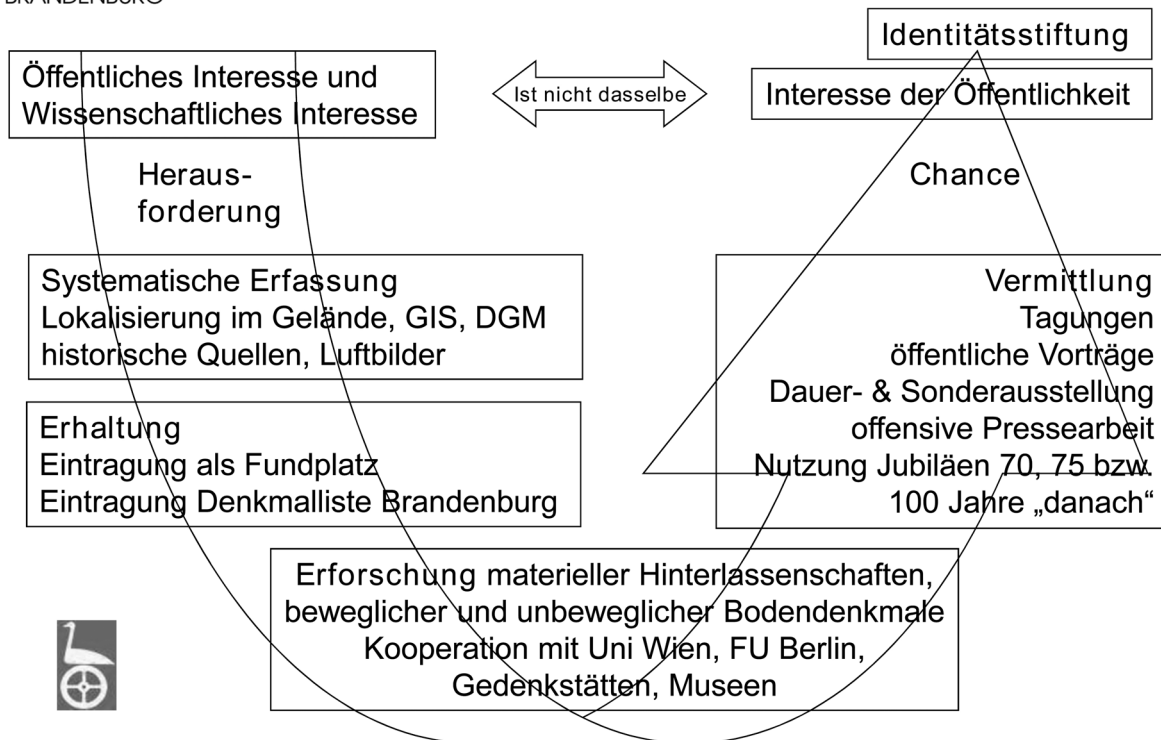 BRANDENBURG
Identitätsstiftung
Öffentliches Interesse und
Wissenschaftliches Interesse
Ist nicht dasselbe
Interesse der Öffentlichkeit
Heraus-
forderung
Chance
Systematische Erfassung
Lokalisierung im Gelände, GIS, DGM
historische Quellen, Luftbilder
Erhaltung
Eintragung als Fundplatz
Eintragung Denkmalliste Brandenburg
Vermittlung
Tagungen
öffentliche Vorträge
Dauer- & Sonderausstellung
offensive Pressearbeit
Nutzung Jubiläen 70, 75 bzw.
100 Jahre „danach“
Erforschung materieller Hinterlassenschaften,
beweglicher und unbeweglicher Bodendenkmale
Kooperation mit Uni Wien, FU Berlin,
Gedenkstätten, Museen